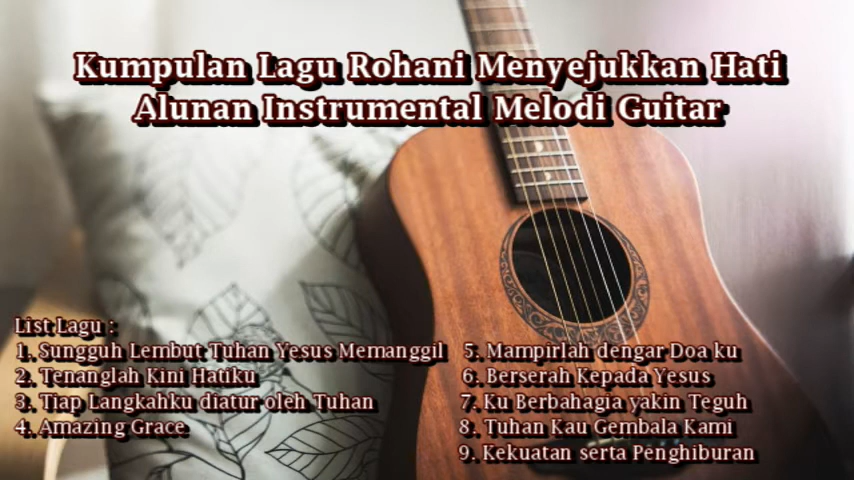 Kumpulan Lagu Rohani Menyejukkan Hati
Alunan Instrumental Melodi Guitar
List Lagu :
1. Sungguh Lembut Tuhan Yesus Memanggil
2. Tenanglah Kini Hatiku
3. Tiap Langkahku diatur oleh Tuhan
4. Amazing Grace
5. Mampirlah dengar Doa ku
6. Berserah Kepada Yesus
7. Ku Berbahagia yakin Teguh
8. Tuhan Kau Gembala Kami
9. Kekuatan serta Penghiburan